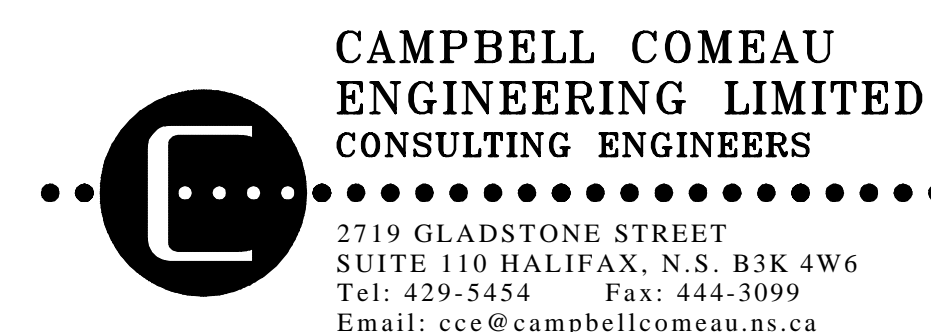 CAMPBELL COMEAU
ENGINEERING LIMITED
CONSULTING ENGINEERS
C
2719 GLADSTONE STREET
SUITE 110 HALIFAX, N.S. B3K 4W6
Tel: 429-5454 Fax: 444-3099
Email: cce@campbellcomeau.ns.ca